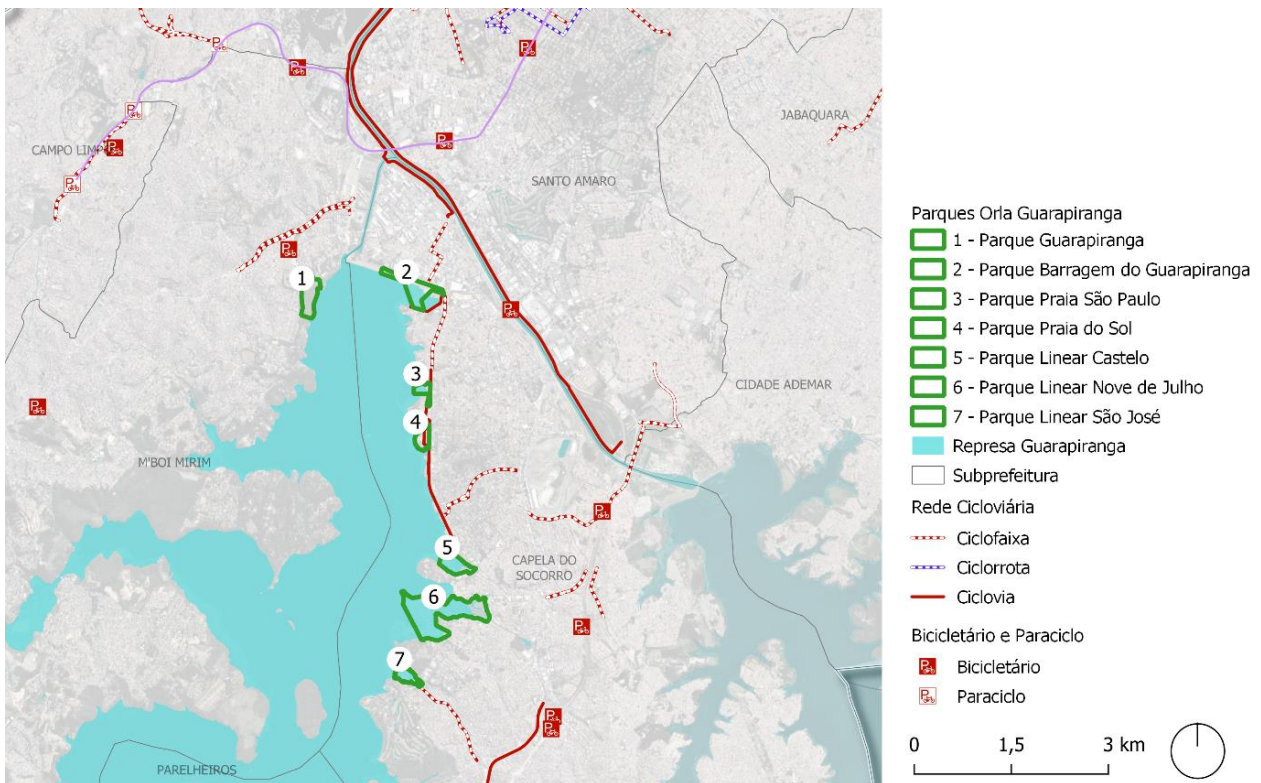 JABAQUARA
CAMPO LIMPO
SANTO AMARO
1
2
3
4
CIDADE ADEMAR
M'BOI MIRIM
5
CAPELA DO
SOCORRO
6
7
PARELHEIROS
Parques Orla Guarapiranga
1 - Parque Guarapiranga
2 - Parque Barragem do Guarapiranga
3 - Parque Praia São Paulo
4 - Parque Praia do Sol
5 - Parque Linear Castelo
6 - Parque Linear Nove de Julho
7 - Parque Linear São José
Represa Guarapiranga
Subprefeitura
Rede Cicloviária
Ciclofaixa
Ciclorrota
Ciclovia
Bicicletário e Paraciclo
P Bicicletário
P Paraciclo
0 1,5 3 km